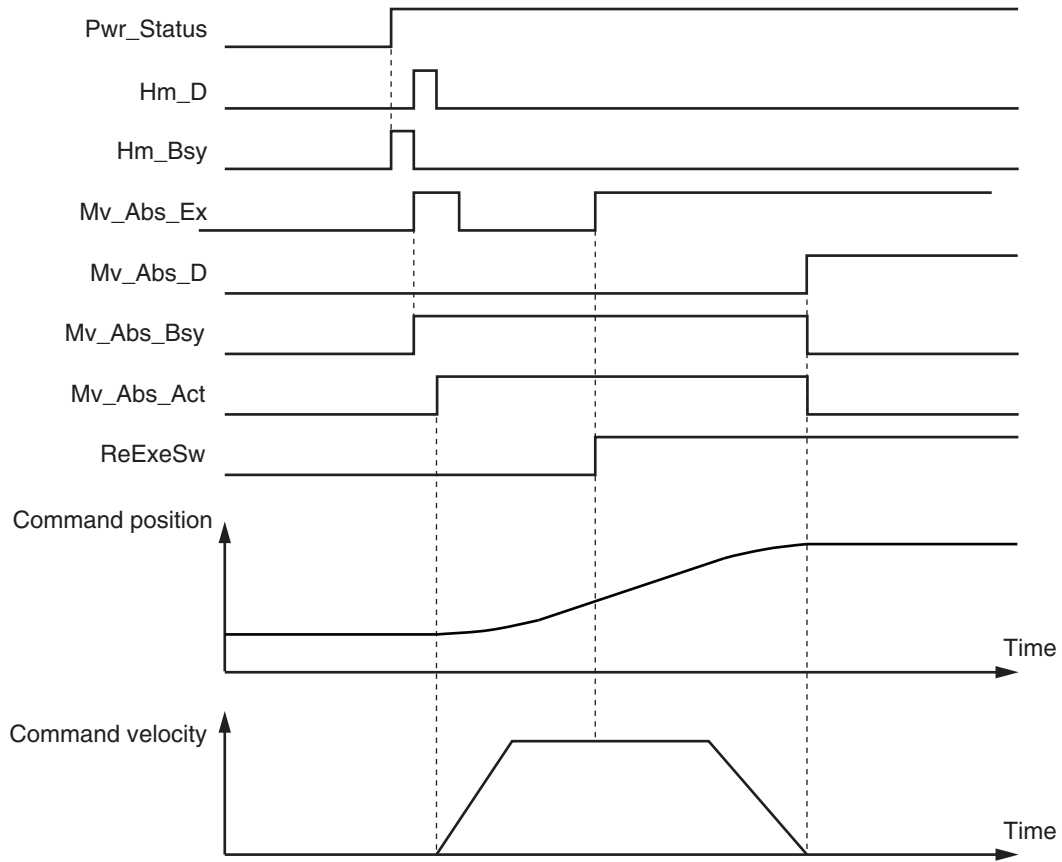 Pwr_Status
Hm_D
Hm_Bsy
Mv_Abs_Ex
Mv_Abs_D
Mv_Abs_Bsy
Mv_Abs_Act
ReExeSw
Command position
Time
Command velocity
Time